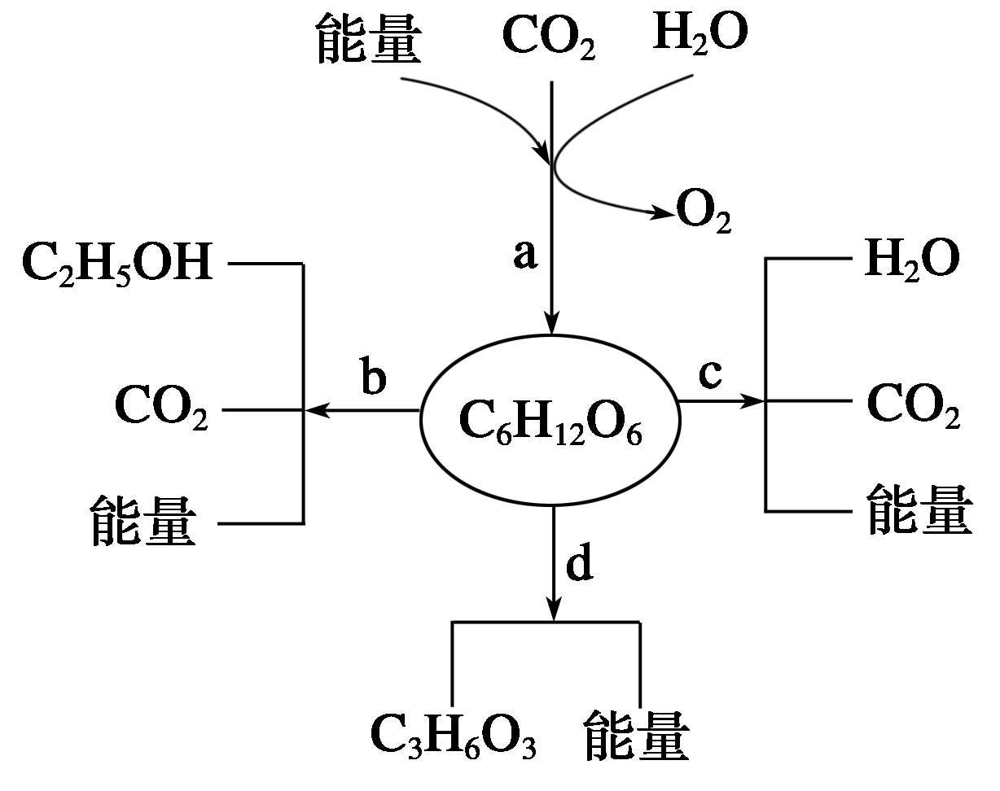 能量 CO₂ H₂O
O₂
a
C₂H₅OH H₂O
b c
CO₂ C₆H₁₂O₆ CO₂
能量 能量
d
C₃H₆O₃ 能量